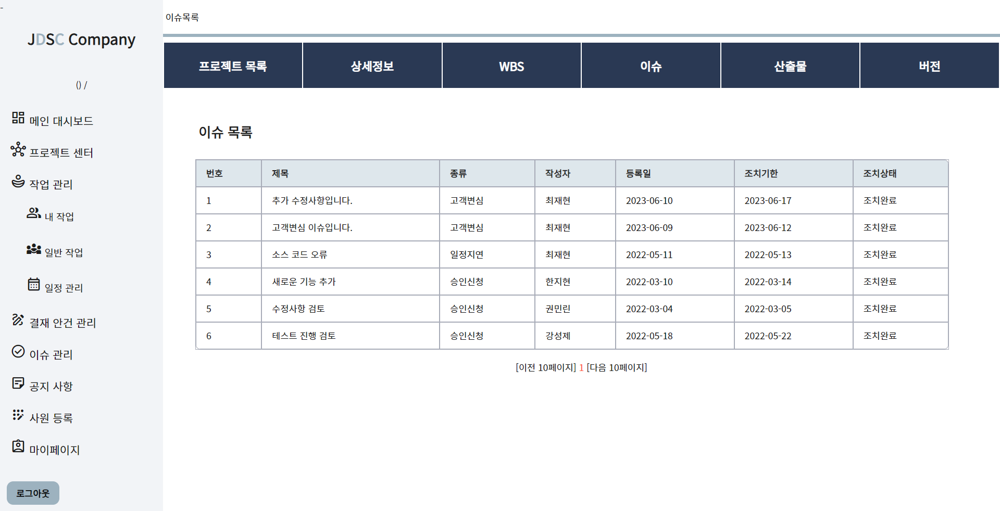 -
JDSC Company
() /
메인 대시보드
프로젝트 센터
작업 관리
내 작업
일반 작업
일정 관리
결재 안건 관리
이슈 관리
공지 사항
사원 등록
마이페이지
로그아웃
이슈목록
프로젝트 목록 상세정보 WBS 이슈 산출물 버전
이슈 목록
번호 제목 종류 작성자 등록일 조치기한 조치상태
1 추가 수정사항입니다. 고객변심 최재현 2023-06-10 2023-06-17 조치완료
2 고객변심 이슈입니다. 고객변심 최재현 2023-06-09 2023-06-12 조치완료
3 소스 코드 오류 일정지연 최재현 2022-05-11 2022-05-13 조치완료
4 새로운 기능 추가 승인신청 한지현 2022-03-10 2022-03-14 조치완료
5 수정사항 검토 승인신청 권민린 2022-03-04 2022-03-05 조치완료
6 테스트 진행 검토 승인신청 강성제 2022-05-18 2022-05-22 조치완료
[이전 10페이지] 1 [다음 10페이지]